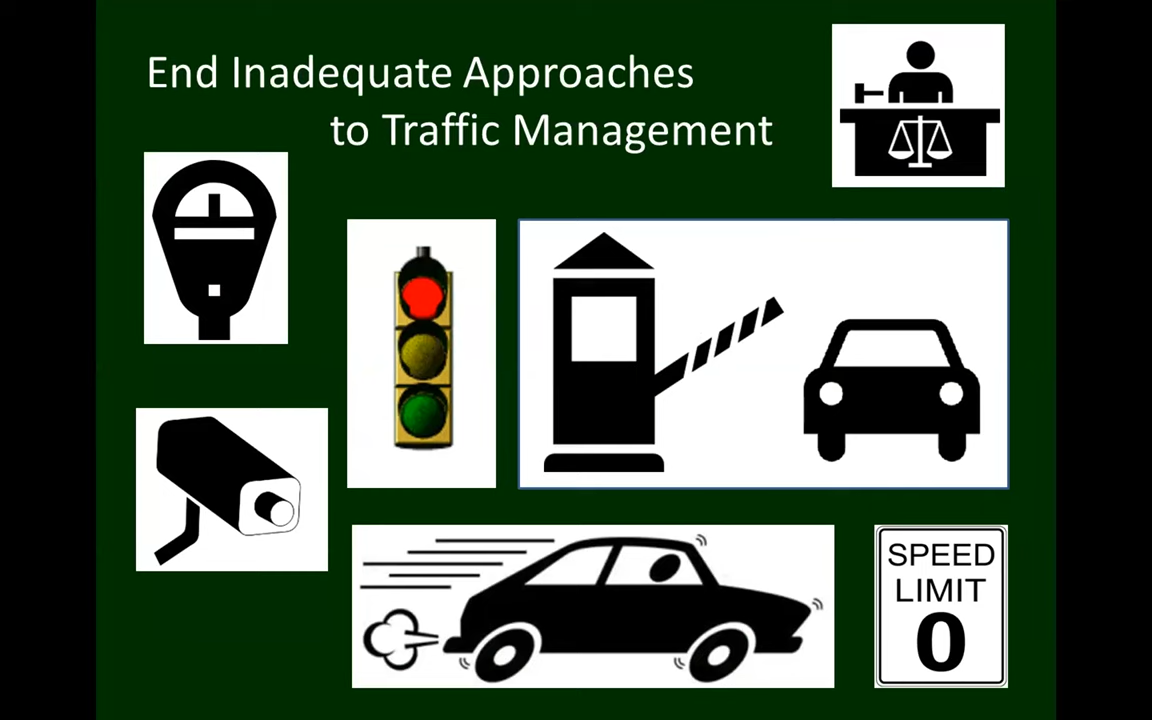 End Inadequate Approaches
to Traffic Management
SPEED
LIMIT
0